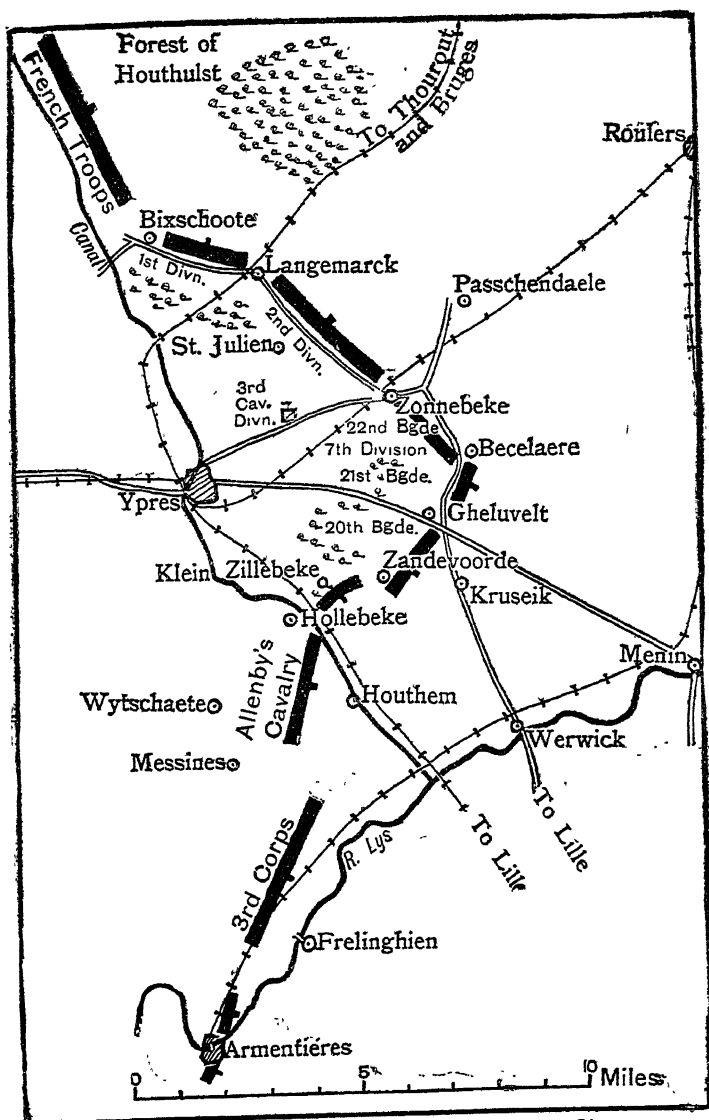 Forest of
Houthulst
French Troops
To Thourout
and Bruges
Roulers
Bixschoote
Canal
1st Divn.
Langemarck
Passchendaele
2nd Divn.
St. Julien
3rd
Cav.
Divn.
Zonnebeke
22nd Bgde
7th Division
Becelaere
21st Bgde.
Ypres
Gheluvelt
20th Bgde.
Zandevoorde
Klein Zillebeke
Kruseik
Hollebeke
Menin
Allenby's
Cavalry
Wytschaete
Houthem
Werwick
Messines
To Lille
To Lille
R. Lys
3rd Corps
Frelinghien
Armentiéres
0 5 10 Miles